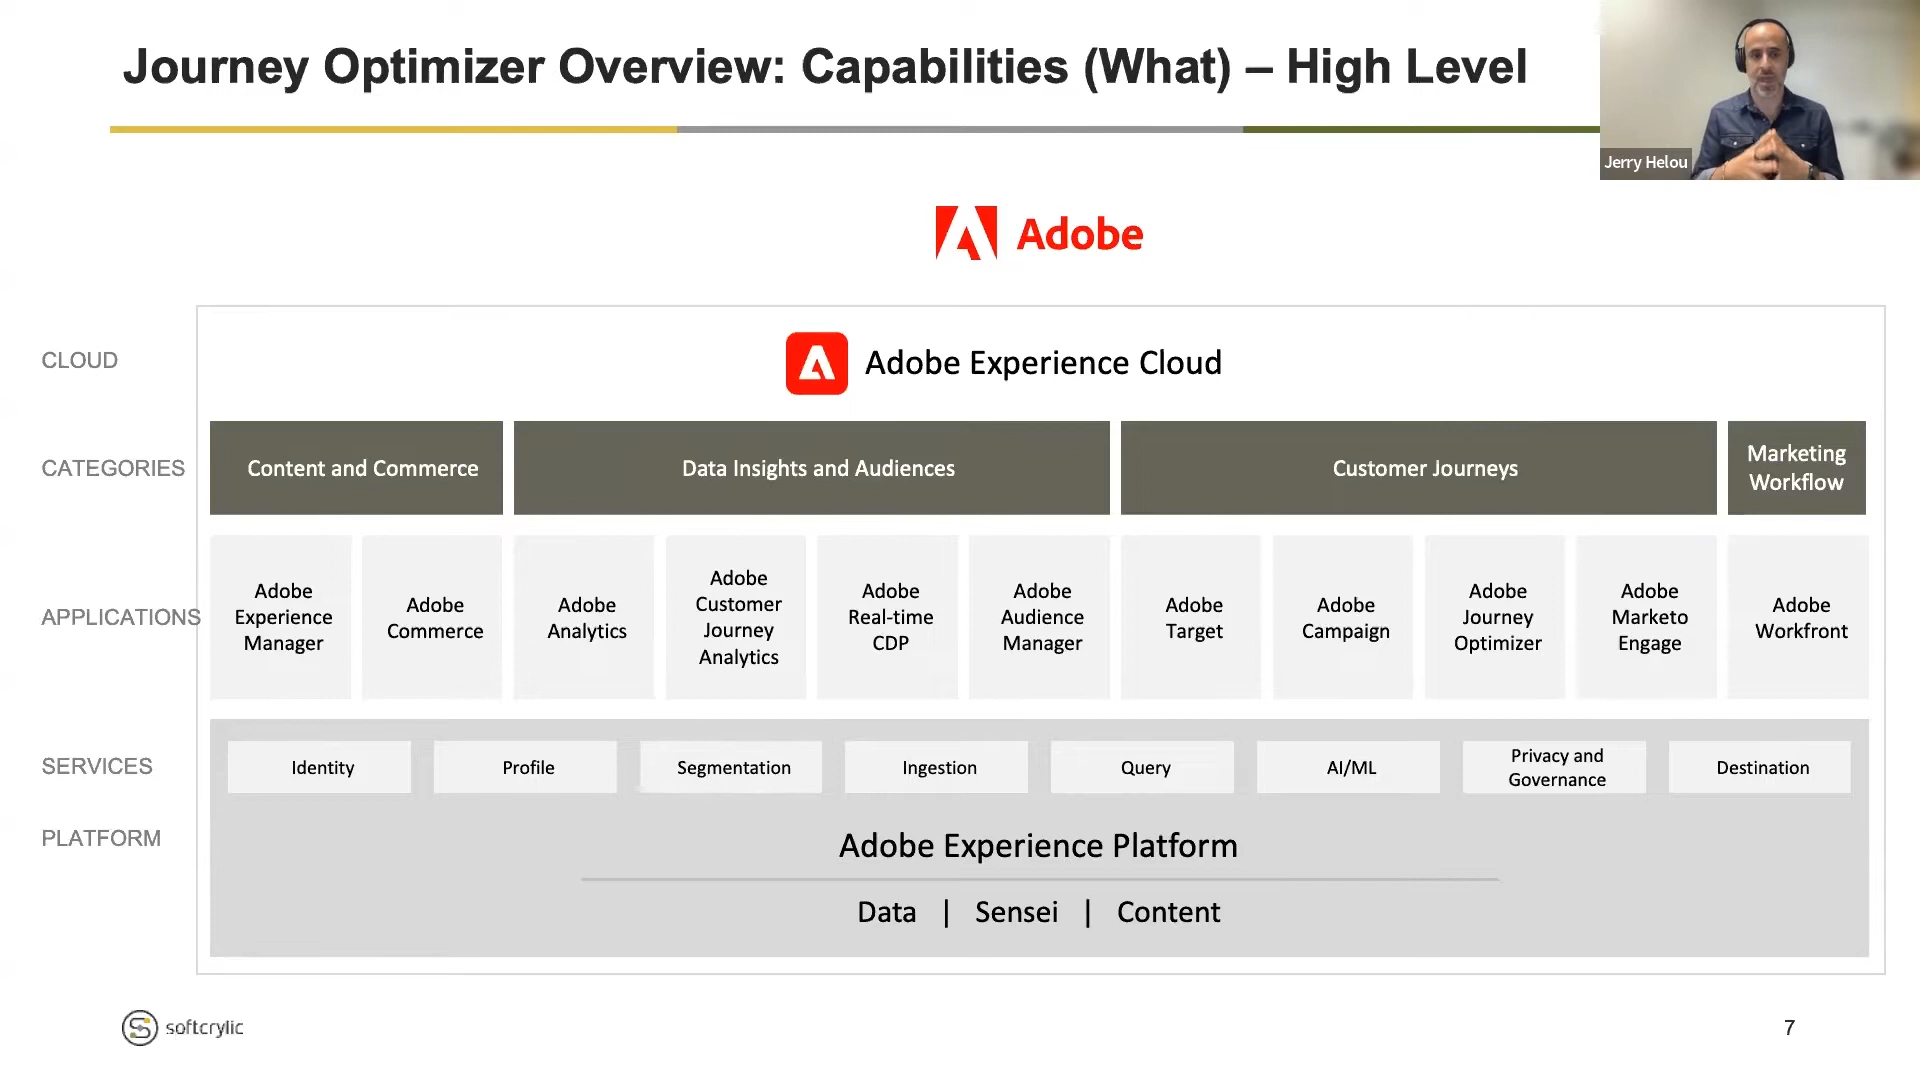 Journey Optimizer Overview: Capabilities (What) – High Level
Jerry Helou
Adobe
CLOUD
Adobe Experience Cloud
CATEGORIES
Content and Commerce
Data Insights and Audiences
Customer Journeys
Marketing
Workflow
APPLICATIONS
Adobe
Experience
Manager
Adobe
Commerce
Adobe
Analytics
Adobe
Customer
Journey
Analytics
Adobe
Real-time
CDP
Adobe
Audience
Manager
Adobe
Target
Adobe
Campaign
Adobe
Journey
Optimizer
Adobe
Marketo
Engage
Adobe
Workfront
SERVICES
Identity
Profile
Segmentation
Ingestion
Query
AI/ML
Privacy and
Governance
Destination
PLATFORM
Adobe Experience Platform
Data | Sensei | Content
softcrylic
7